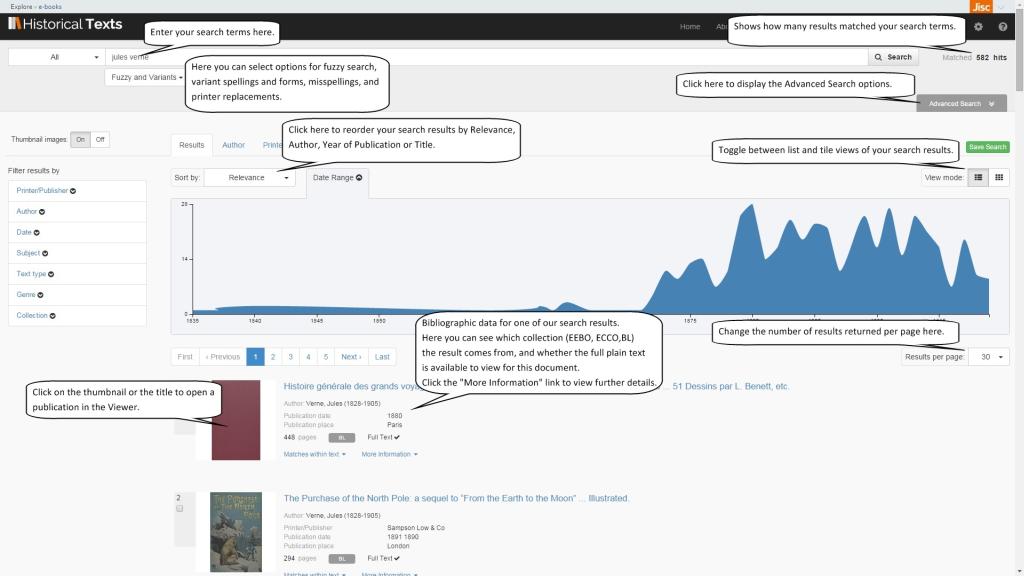 Explore > e-books
Jisc
Historical Texts
Enter your search terms here.
Home
Shows how many results matched your search terms.
All
jules verne
Search
Matched 582 hits
Fuzzy and Variants
Here you can select options for fuzzy search,
variant spellings and forms, misspellings, and
printer replacements.
Click here to display the Advanced Search options.
Advanced Search
Thumbnail images: On Off
Results
Author
Click here to reorder your search results by Relevance,
Author, Year of Publication or Title.
Toggle between list and tile views of your search results.
Save Search
Filter results by
Sort by: Relevance
Date Range
View mode:
Printer/Publisher
Author
Date
Subject
Text type
Genre
Collection
28
14
0
1835 1840 1845 1850 1875
Bibliographic data for one of our search results.
Here you can see which collection (EEBO, ECCO,BL)
the result comes from, and whether the full plain text
is available to view for this document.
Click the "More Information" link to view further details.
Change the number of results returned per page here.
First ‹ Previous 1 2 3 4 5 Next › Last
Results per page: 30
Click on the thumbnail or the title to open a
publication in the Viewer.
Histoire générale des grands ... 51 Dessins par L. Benett, etc.
Author: Verne, Jules (1828-1905)
Publication date 1880
Publication place Paris
448 pages BL Full Text ✔
Matches within text More Information
2
The Purchase of the North Pole: a sequel to "From the Earth to the Moon" ... Illustrated.
Author: Verne, Jules (1828-1905)
Printer/Publisher Sampson Low & Co
Publication date 1891 1890
Publication place London
294 pages BL Full Text ✔
Matches within text More Information